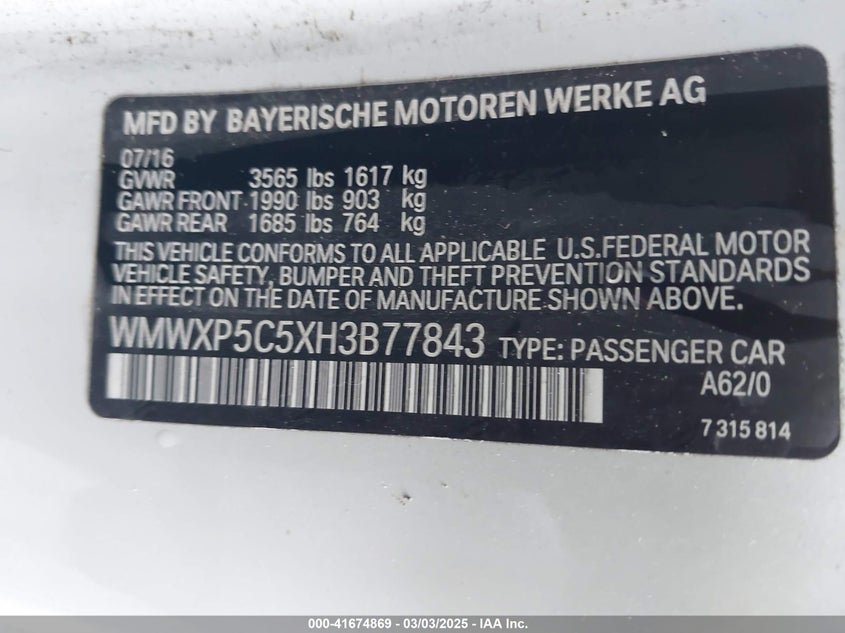 MFD BY BAYERISCHE MOTOREN WERKE AG
07/16
GVWR 3565 lbs 1617 kg
GAWR FRONT 1990 lbs 903 kg
GAWR REAR 1685 lbs 764 kg
THIS VEHICLE CONFORMS TO ALL APPLICABLE U.S.FEDERAL MOTOR
VEHICLE SAFETY, BUMPER AND THEFT PREVENTION STANDARDS
IN EFFECT ON THE DATE OF MANUFACTURE SHOWN ABOVE.
WMWXP5C5XH3B77843 TYPE: PASSENGER CAR
A62/0
7 315 814
000-41674869 - 03/03/2025 - IAAI Inc.